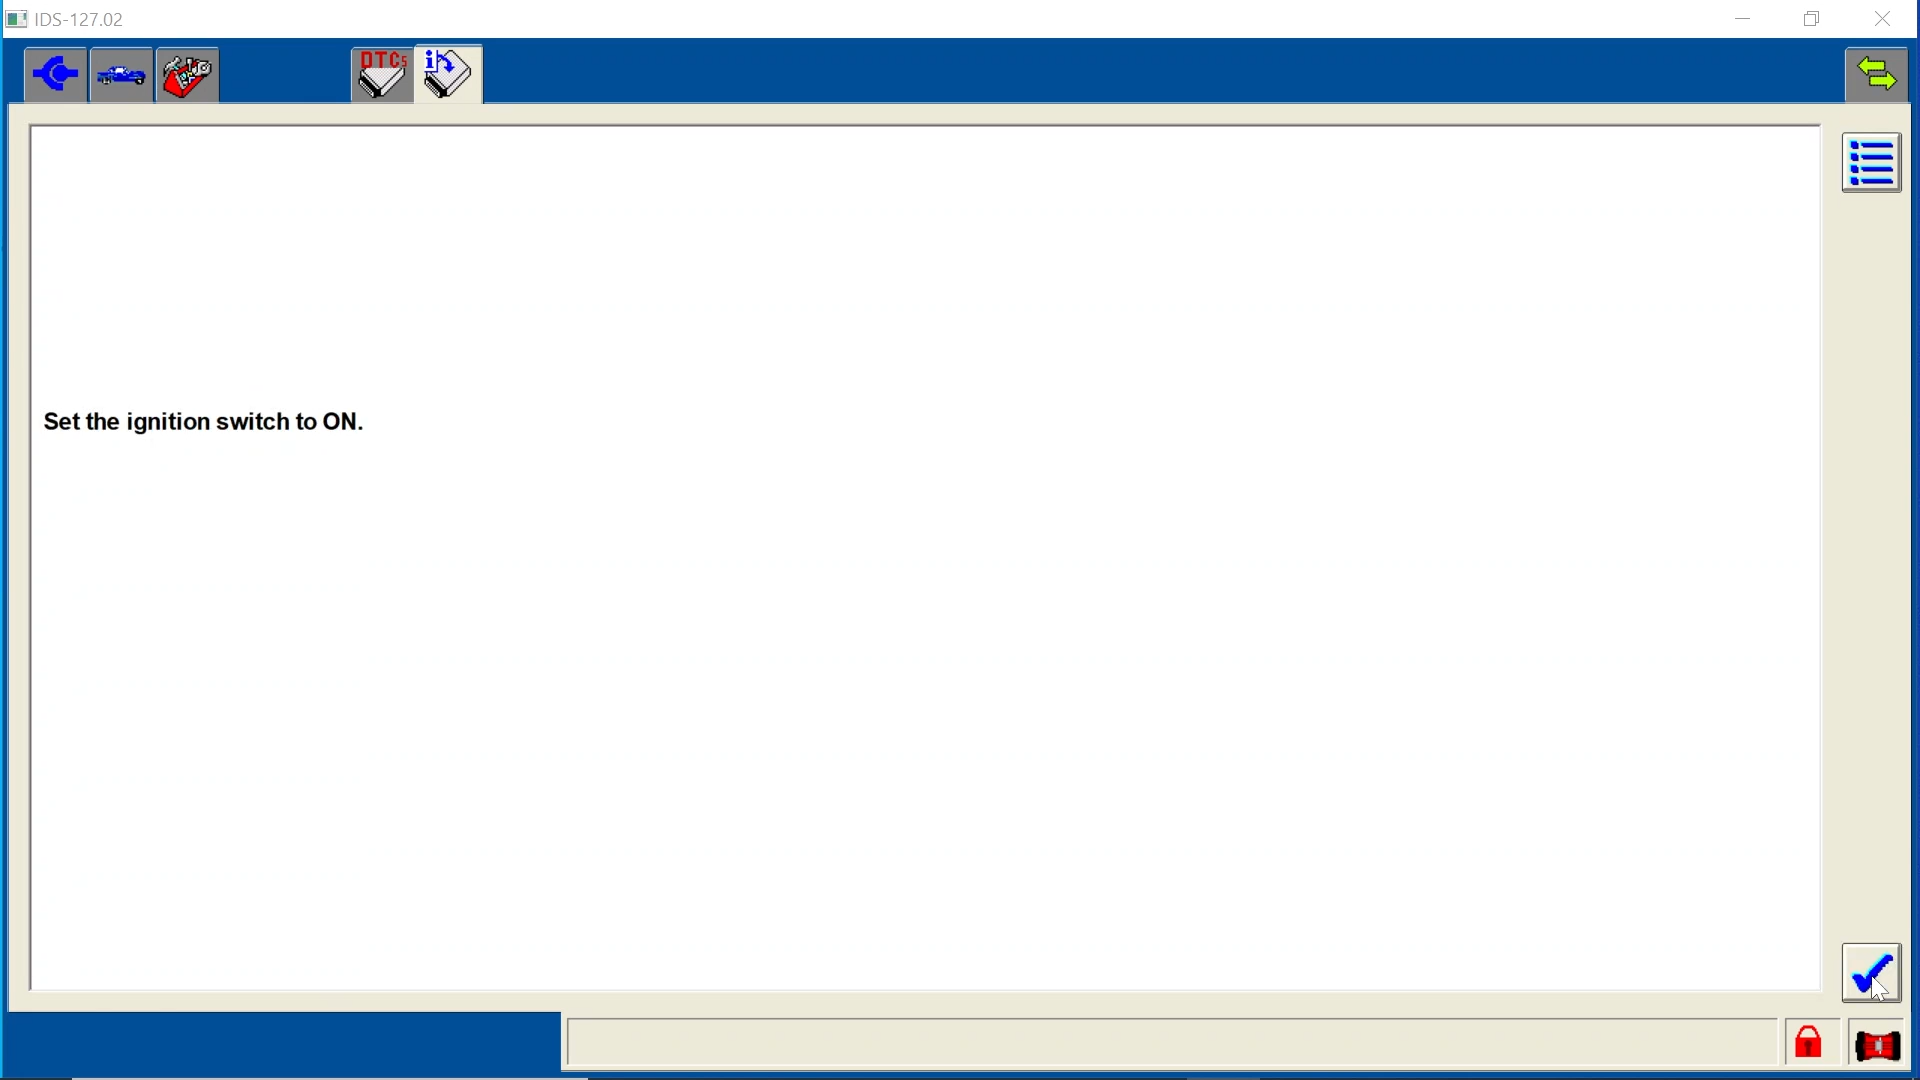 IDS-127.02
DTCs
i
Set the ignition switch to ON.